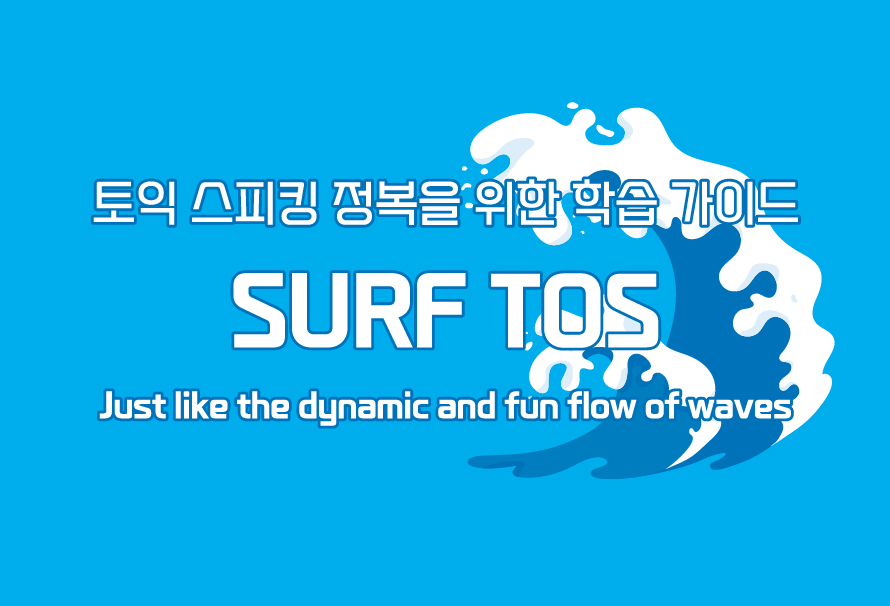 토익 스피킹 정복을 위한 학습 가이드
SURF TOS
Just like the dynamic and fun flow of waves